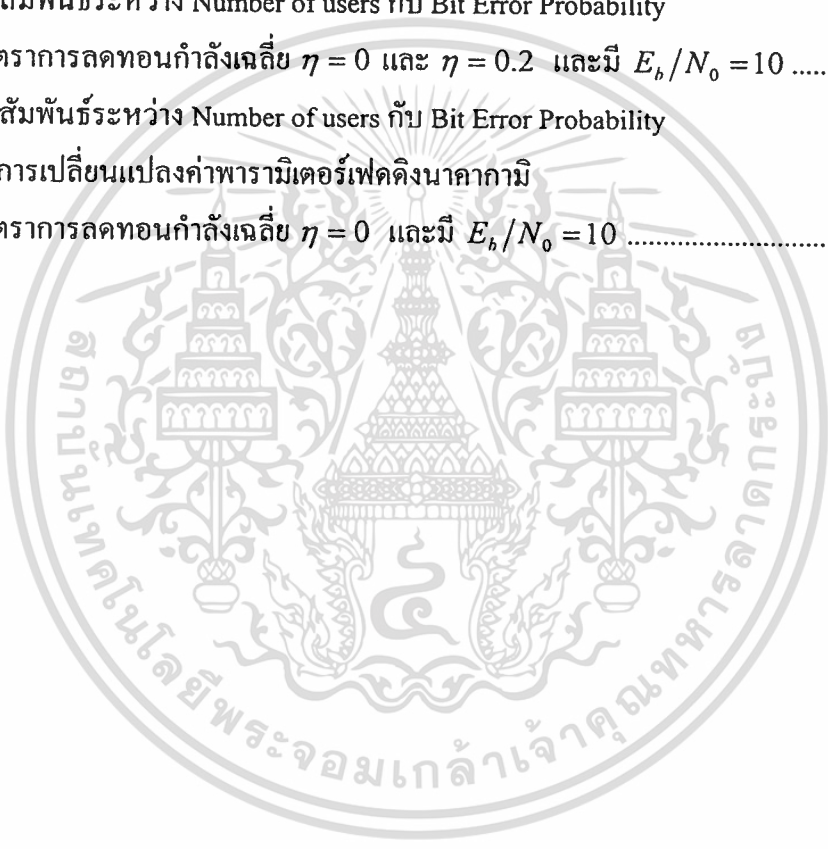 สัมพันธ์ระหว่าง Number of users กับ Bit Error Probability
ตราการลดทอนกำลังเฉลี่ย η = 0 และ η = 0.2 และมี E_b/N_0 = 10 .....
สัมพันธ์ระหว่าง Number of users กับ Bit Error Probability
การเปลี่ยนแปลงค่าพารามิเตอร์เฟดดิงนาคากามิ
ตราการลดทอนกำลังเฉลี่ย η = 0 และมี E_b/N_0 = 10 ............................
สถาบันเทคโนโลยีพระจอมเกล้าเจ้าคุณทหารลาดกระบัง